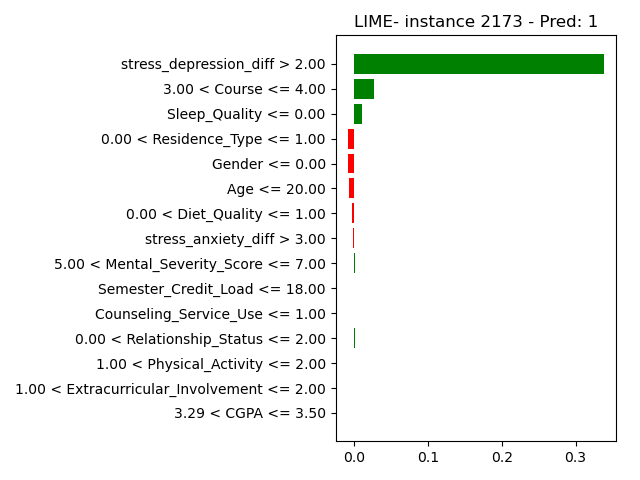 LIME- instance 2173 - Pred: 1
stress_depression_diff > 2.00
3.00 < Course <= 4.00
Sleep_Quality <= 0.00
0.00 < Residence_Type <= 1.00
Gender <= 0.00
Age <= 20.00
0.00 < Diet_Quality <= 1.00
stress_anxiety_diff > 3.00
5.00 < Mental_Severity_Score <= 7.00
Semester_Credit_Load <= 18.00
Counseling_Service_Use <= 1.00
0.00 < Relationship_Status <= 2.00
1.00 < Physical_Activity <= 2.00
1.00 < Extracurricular_Involvement <= 2.00
3.29 < CGPA <= 3.50
0.0 0.1 0.2 0.3